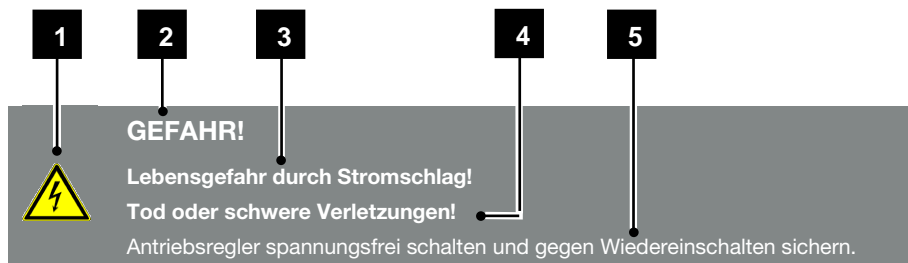 1 2 3 4 5
GEFAHR!
Lebensgefahr durch Stromschlag!
Tod oder schwere Verletzungen!
Antriebsregler spannungsfrei schalten und gegen Wiedereinschalten sichern.